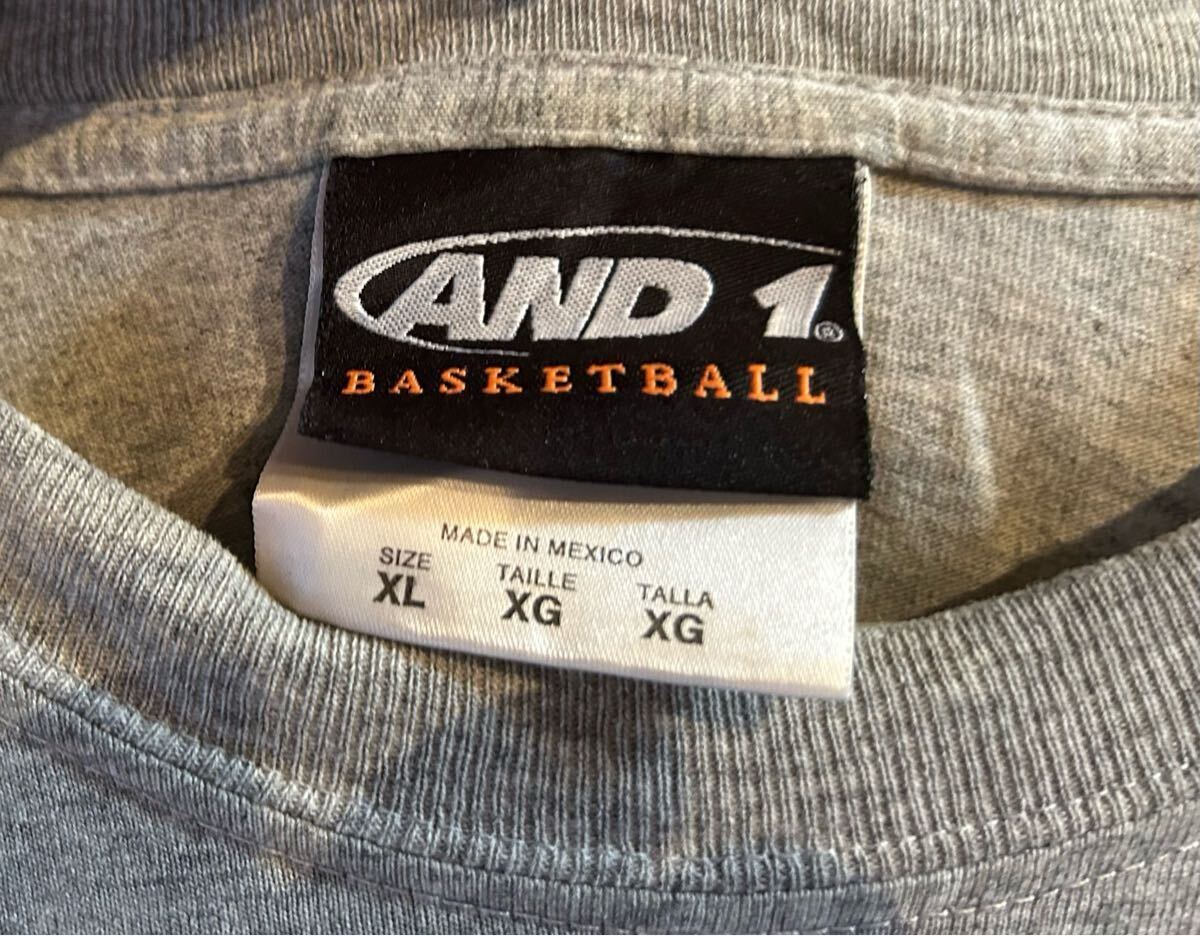 AND 1®
BASKETBALL
MADE IN MEXICO
SIZE TAILLE TALLA
XL XG XG